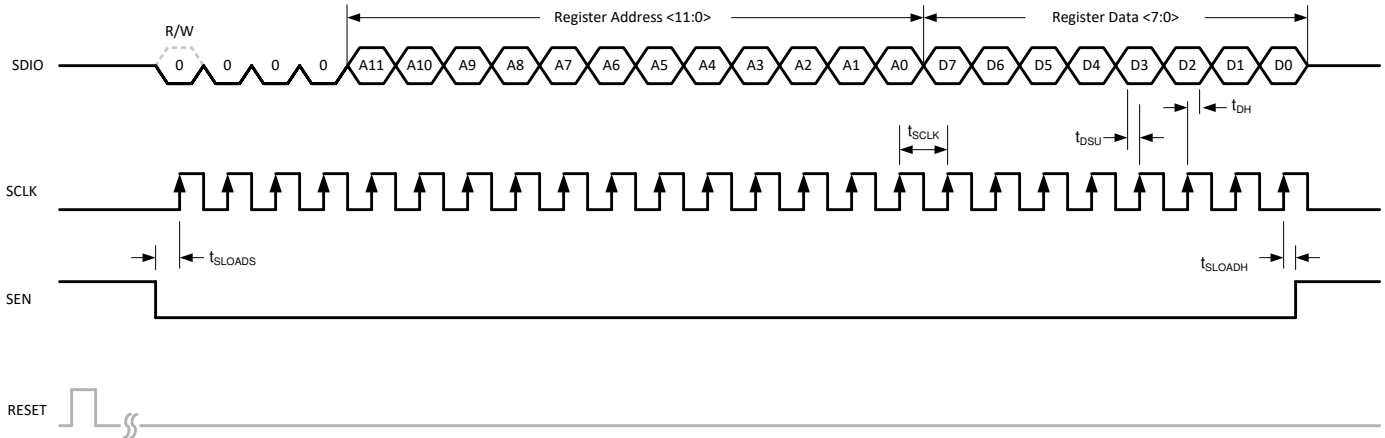 Register Address <11:0> Register Data <7:0>
R/W
SDIO 0 0 0 0 A11 A10 A9 A8 A7 A6 A5 A4 A3 A2 A1 A0 D7 D6 D5 D4 D3 D2 D1 D0
tDH
tSCLK tDSU
SCLK
tSLOADS tSLOADH
SEN
RESET